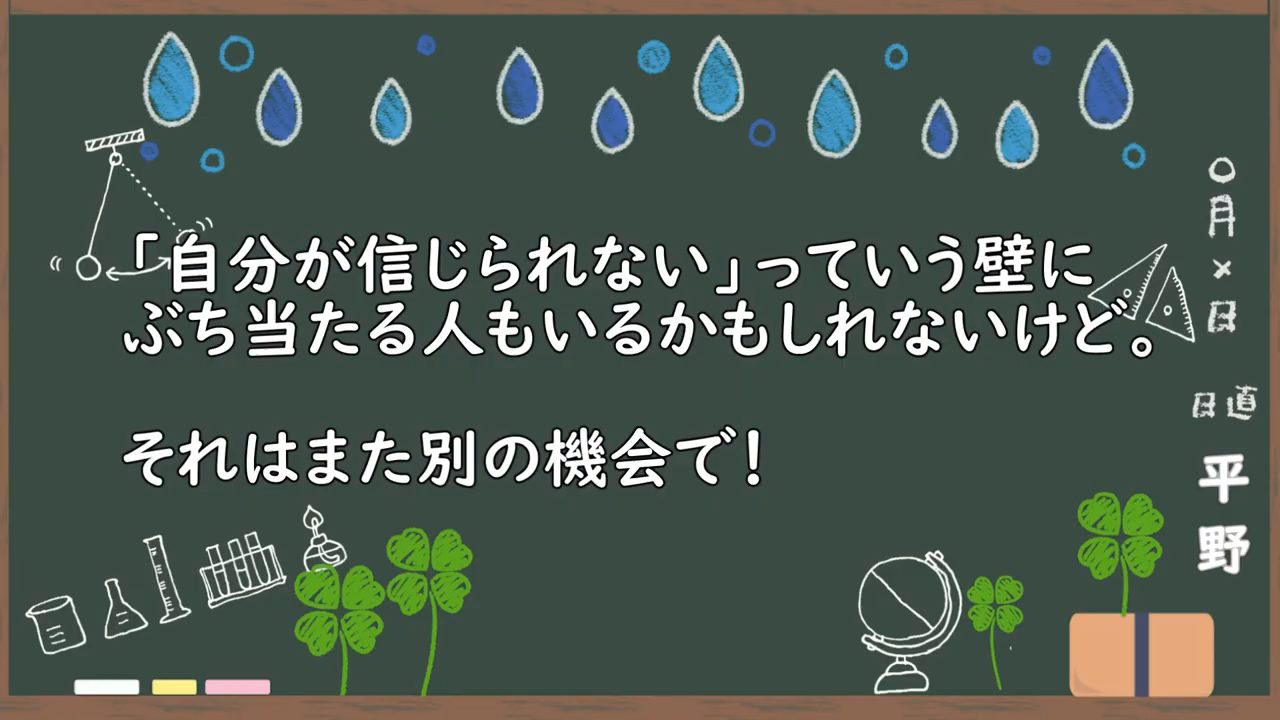 「自分が信じられない」っていう壁に
ぶち当たる人もいるかもしれないけど。
それはまた別の機会で!
〇月×日
日直
平野